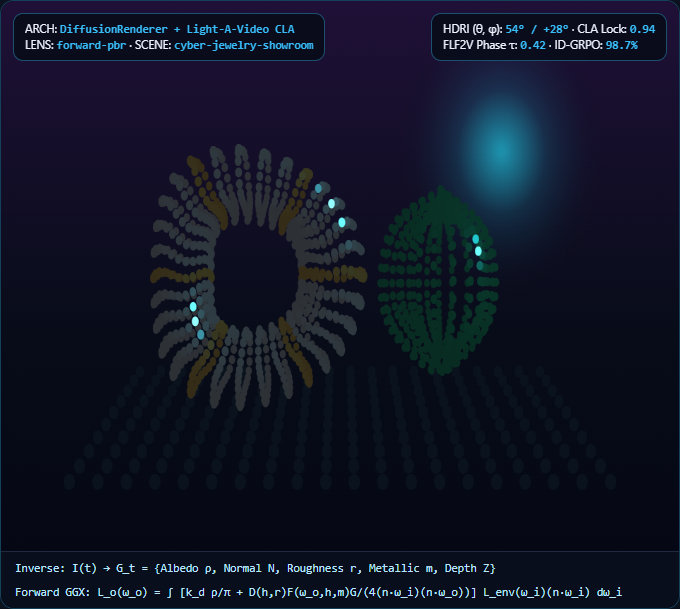 ARCH: DiffusionRenderer + Light-A-Video CLA
LENS: forward-pbr · SCENE: cyber-jewelry-showroom
HDRI (θ, φ): 54° / +28° · CLA Lock: 0.94
FLF2V Phase τ: 0.42 · ID-GRPO: 98.7%
Inverse: I(t) → G_t = {Albedo ρ, Normal N, Roughness r, Metallic m, Depth Z}
Forward GGX: L_o(ω_o) = ∫ [k_d ρ/π + D(h,r)F(ω_o,h,m)G/(4(n·ω_i)(n·ω_o))] L_env(ω_i)(n·ω_i) dω_i